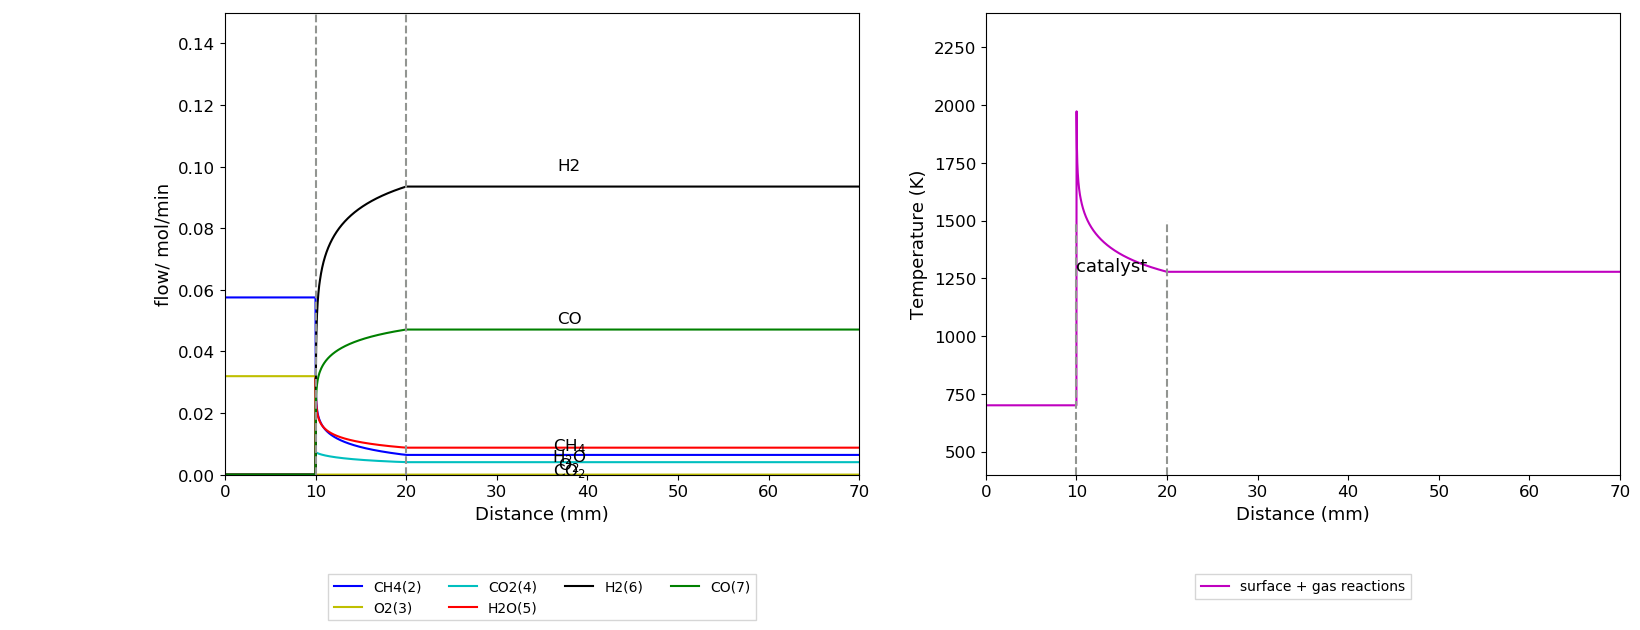 0.14
0.12
0.10
0.08
0.06
0.04
0.02
0.00
flow/ mol/min
H2
CO
CH4
H2O
O2
CO2
0 10 20 30 40 50 60 70
Distance (mm)
CH4(2) CO2(4) H2(6) CO(7)
O2(3) H2O(5)
2250
2000
1750
1500
1250
1000
750
500
Temperature (K)
catalyst
0 10 20 30 40 50 60 70
Distance (mm)
surface + gas reactions